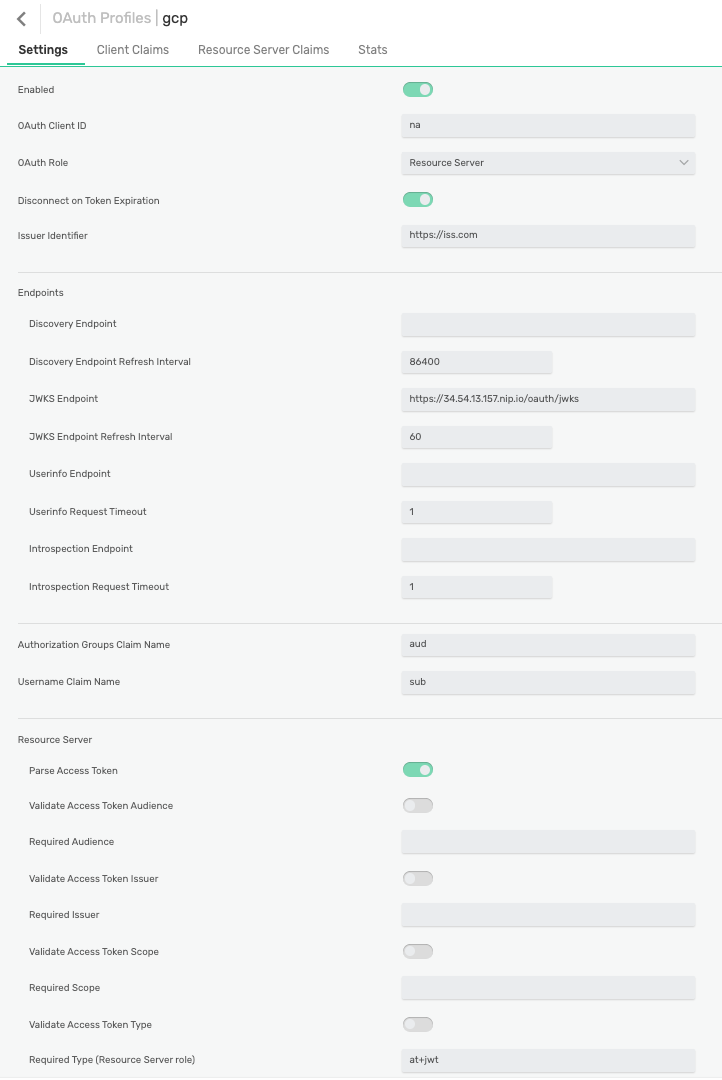 OAuth Profiles | gcp
Settings Client Claims Resource Server Claims Stats
Enabled
OAuth Client ID na
OAuth Role Resource Server
Disconnect on Token Expiration
Issuer Identifier https://iss.com
Endpoints
Discovery Endpoint
Discovery Endpoint Refresh Interval 86400
JWKS Endpoint https://34.54.13.157.nip.io/oauth/jwks
JWKS Endpoint Refresh Interval 60
Userinfo Endpoint
Userinfo Request Timeout 1
Introspection Endpoint
Introspection Request Timeout 1
Authorization Groups Claim Name aud
Username Claim Name sub
Resource Server
Parse Access Token
Validate Access Token Audience
Required Audience
Validate Access Token Issuer
Required Issuer
Validate Access Token Scope
Required Scope
Validate Access Token Type
Required Type (Resource Server role) at+jwt